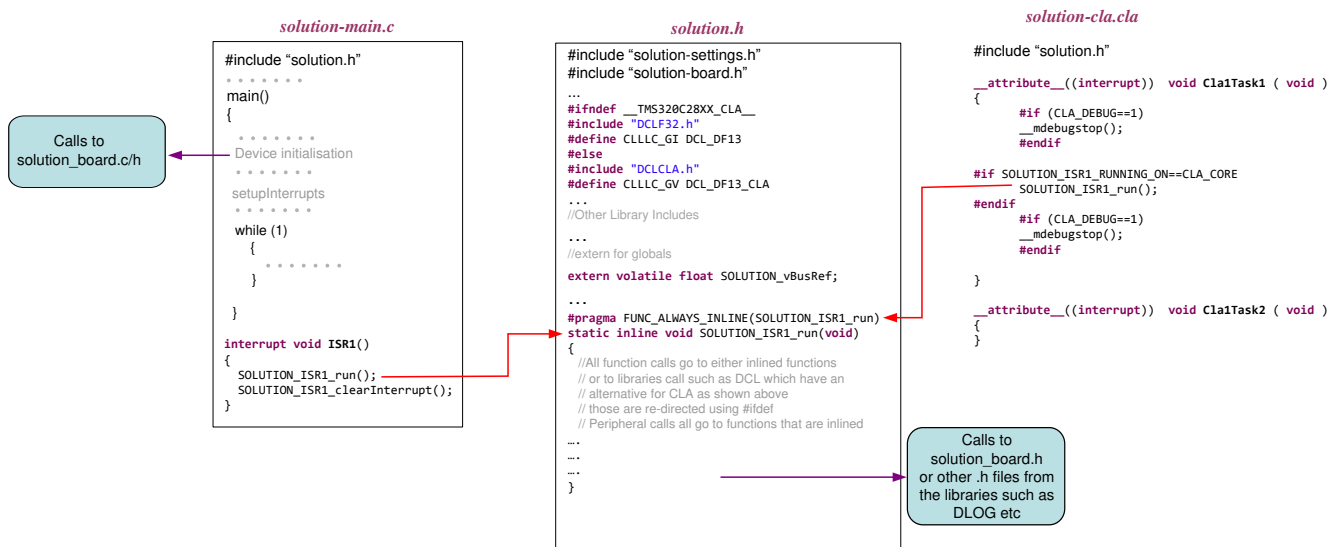 solution-main.c
#include “solution.h”
main()
{
Device initialisation
setupInterrupts
while (1)
{
}
}
interrupt void ISR1()
{
SOLUTION_ISR1_run();
SOLUTION_ISR1_clearInterrupt();
}
Calls to
solution_board.c/h
solution.h
#include “solution-settings.h”
#include “solution-board.h”
...
#ifndef __TMS320C28XX_CLA__
#include "DCLF32.h"
#define CLLLC_GI DCL_DF13
#else
#include "DCLCLA.h"
#define CLLLC_GV DCL_DF13_CLA
...
//Other Library Includes
...
//extern for globals
extern volatile float SOLUTION_vBusRef;
...
#pragma FUNC_ALWAYS_INLINE(SOLUTION_ISR1_run)
static inline void SOLUTION_ISR1_run(void)
{
//All function calls go to either inlined functions
// or to libraries call such as DCL which have an
// alternative for CLA as shown above
// those are re-directed using #ifdef
// Peripheral calls all go to functions that are inlined
….
….
….
}
Calls to
solution_board.h
or other .h files from
the libraries such as
DLOG etc
solution-cla.cla
#include “solution.h”
__attribute__((interrupt)) void Cla1Task1 ( void )
{
#if (CLA_DEBUG==1)
__mdebugstop();
#endif
#if SOLUTION_ISR1_RUNNING_ON==CLA_CORE
SOLUTION_ISR1_run();
#endif
#if (CLA_DEBUG==1)
__mdebugstop();
#endif
}
__attribute__((interrupt)) void Cla1Task2 ( void )
{
}